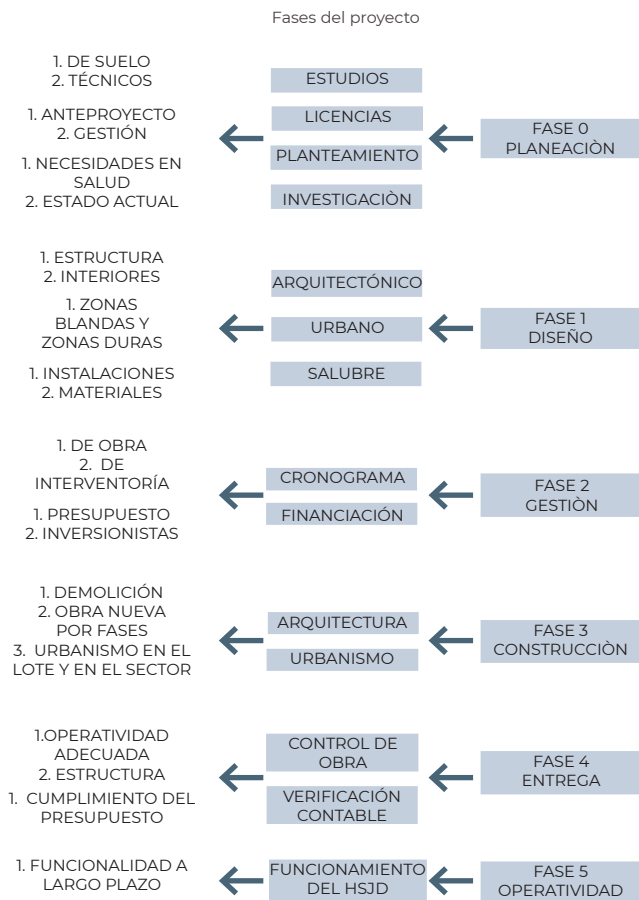 Fases del proyecto
1. DE SUELO
2. TÉCNICOS
1. ANTEPROYECTO
2. GESTIÓN
1. NECESIDADES EN
SALUD
2. ESTADO ACTUAL
ESTUDIOS
LICENCIAS
PLANTEAMIENTO
INVESTIGACIÒN
FASE 0
PLANEACIÒN
1. ESTRUCTURA
2. INTERIORES
1. ZONAS
BLANDAS Y
ZONAS DURAS
1. INSTALACIONES
2. MATERIALES
ARQUITECTÓNICO
URBANO
SALUBRE
FASE 1
DISEÑO
1. DE OBRA
2. DE
INTERVENTORÍA
1. PRESUPUESTO
2. INVERSIONISTAS
CRONOGRAMA
FINANCIACIÓN
FASE 2
GESTIÒN
1. DEMOLICIÓN
2. OBRA NUEVA
POR FASES
3. URBANISMO EN EL
LOTE Y EN EL SECTOR
ARQUITECTURA
URBANISMO
FASE 3
CONSTRUCCIÒN
1.OPERATIVIDAD
ADECUADA
2. ESTRUCTURA
1. CUMPLIMIENTO DEL
PRESUPUESTO
CONTROL DE
OBRA
VERIFICACIÓN
CONTABLE
FASE 4
ENTREGA
1. FUNCIONALIDAD A
LARGO PLAZO
FUNCIONAMIENTO
DEL HSJD
FASE 5
OPERATIVIDAD